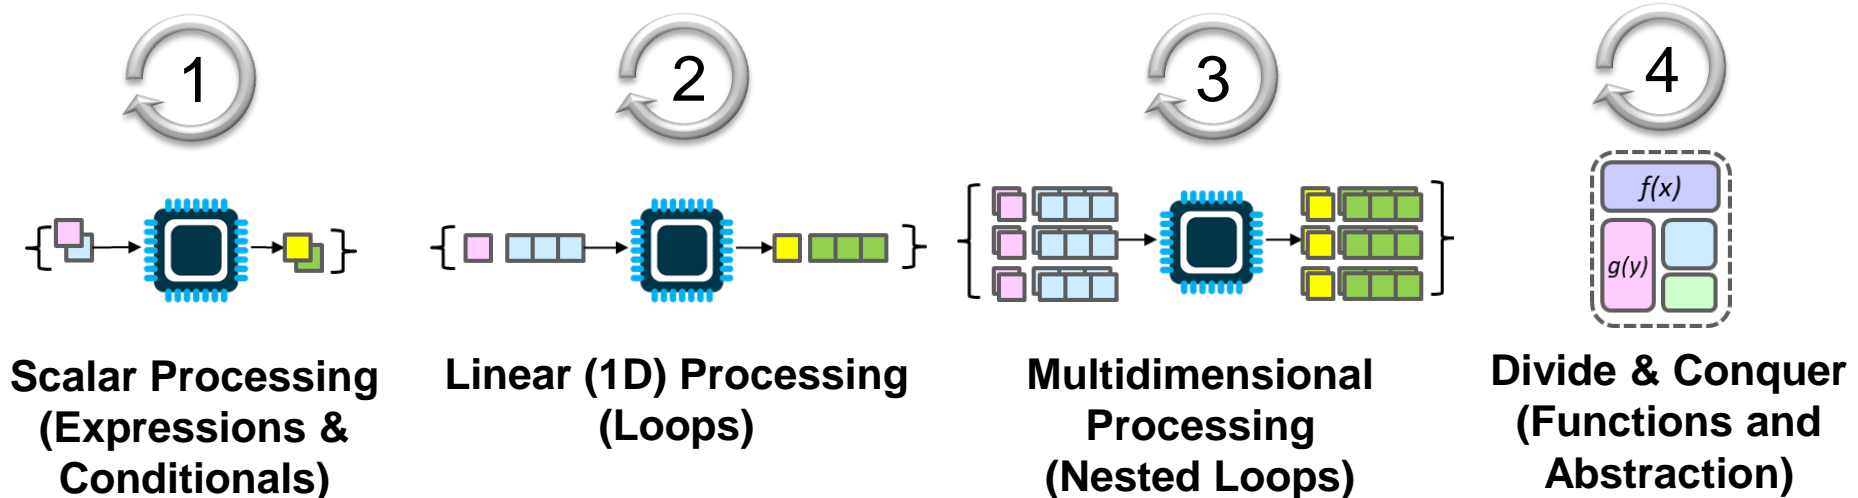 1
2
3
4
f(x)
g(y)
Scalar Processing
(Expressions &
Conditionals)
Linear (1D) Processing
(Loops)
Multidimensional
Processing
(Nested Loops)
Divide & Conquer
(Functions and
Abstraction)